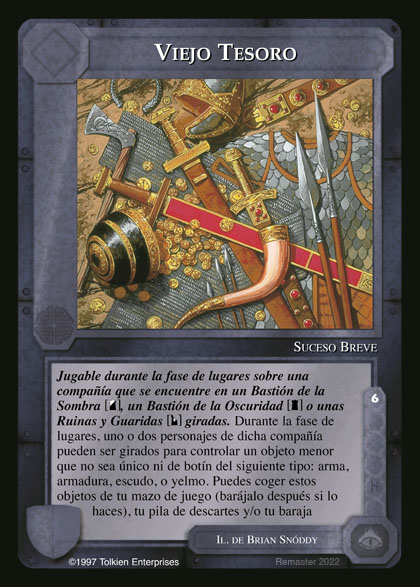 Viejo Tesoro
Suceso Breve
Jugable durante la fase de lugares sobre una
compañía que se encuentre en un Bastión de la
Sombra [], un Bastión de la Oscuridad [] o unas
Ruinas y Guaridas [] giradas. Durante la fase de
lugares, uno o dos personajes de dicha compañía
pueden ser girados para controlar un objeto menor
que no sea único ni de botín del siguiente tipo: arma,
armadura, escudo, o yelmo. Puedes coger estos
objetos de tu mazo de juego (barájalo después si lo
haces), tu pila de descartes y/o tu baraja
6
H
Il. de Brian Snóddy
©1997 Tolkien Enterprises
Remaster 2022